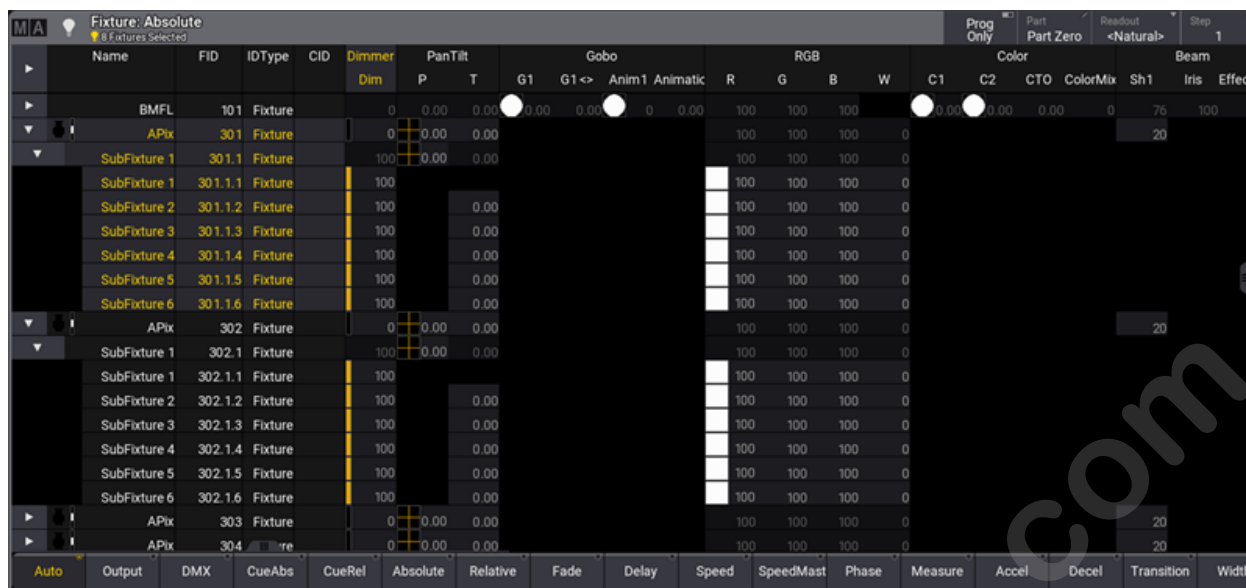 MA Fixture: Absolute Prog Only Part Part Zero Readout <Natural> Step 1
8 Fixtures Selected
Name FID IDType CID Dimmer PanTilt Gobo RGB Color Beam
Dim P T G1 G1<> Anim1 Animatic R G B W C1 C2 CTO ColorMix Sh1 Iris Effec
BMFL 101 Fixture 0 0.00 0.00 0.00 0.00 0 0.00 100 100 100 0.00 0.00 0.00 0 76 100
APix 301 Fixture 0 0.00 0.00 100 100 100 0 20
SubFixture 1 301.1 Fixture 100 0.00 0.00 100 100 100 0
SubFixture 1 301.1.1 Fixture 100 100 100 100 0
SubFixture 2 301.1.2 Fixture 100 0.00 100 100 100 0
SubFixture 3 301.1.3 Fixture 100 0.00 100 100 100 0
SubFixture 4 301.1.4 Fixture 100 0.00 100 100 100 0
SubFixture 5 301.1.5 Fixture 100 0.00 100 100 100 0
SubFixture 6 301.1.6 Fixture 100 0.00 100 100 100 0
APix 302 Fixture 0 0.00 0.00 100 100 100 0 20
SubFixture 1 302.1 Fixture 100 0.00 0.00 100 100 100 0
SubFixture 1 302.1.1 Fixture 100 100 100 100 0
SubFixture 2 302.1.2 Fixture 100 0.00 100 100 100 0
SubFixture 3 302.1.3 Fixture 100 0.00 100 100 100 0
SubFixture 4 302.1.4 Fixture 100 0.00 100 100 100 0
SubFixture 5 302.1.5 Fixture 100 0.00 100 100 100 0
SubFixture 6 302.1.6 Fixture 100 0.00 100 100 100 0
APix 303 Fixture 0 0.00 0.00 100 100 100 0 20
APix 304 re 0 0.00 0.00 100 100 100 0 20
Auto Output DMX CueAbs CueRel Absolute Relative Fade Delay Speed SpeedMast Phase Measure Accel Decel Transition Width
com